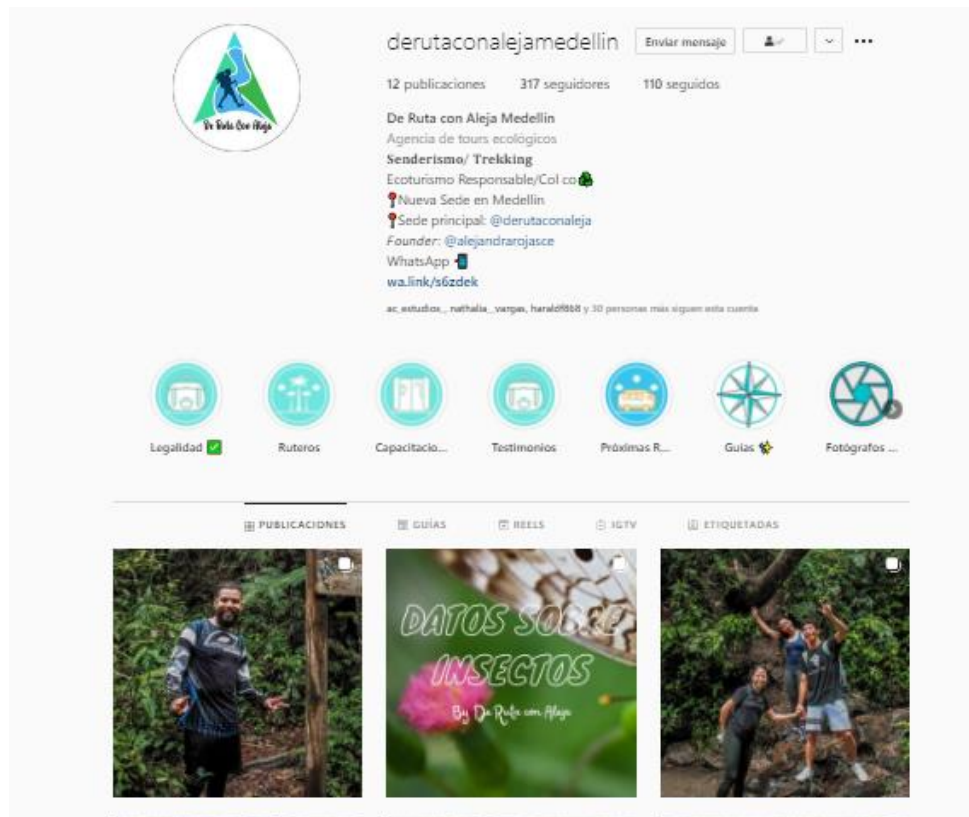 De Ruta Con Aleja
derutaconalejamedellin
Enviar mensaje
12 publicaciones 317 seguidores 110 seguidos
De Ruta con Aleja Medellín
Agencia de tours ecológicos
Senderismo/ Trekking
Ecoturismo Responsable/Col co
Nueva Sede en Medellín
Sede principal: @derutaconaleja
Founder: @alejandrarojasce
WhatsApp
wa.link/s6zdek
ac_estudios_, nathalia_vargas, haraldf868 y 30 personas más siguen esta cuenta
Legalidad Ruteros Capacitacio... Testimonios Próximas R... Guías Fotógrafos ...
PUBLICACIONES GUÍAS REELS IGTV ETIQUETADAS
DATOS SOBRE
INSECTOS
By De Ruta con Aleja